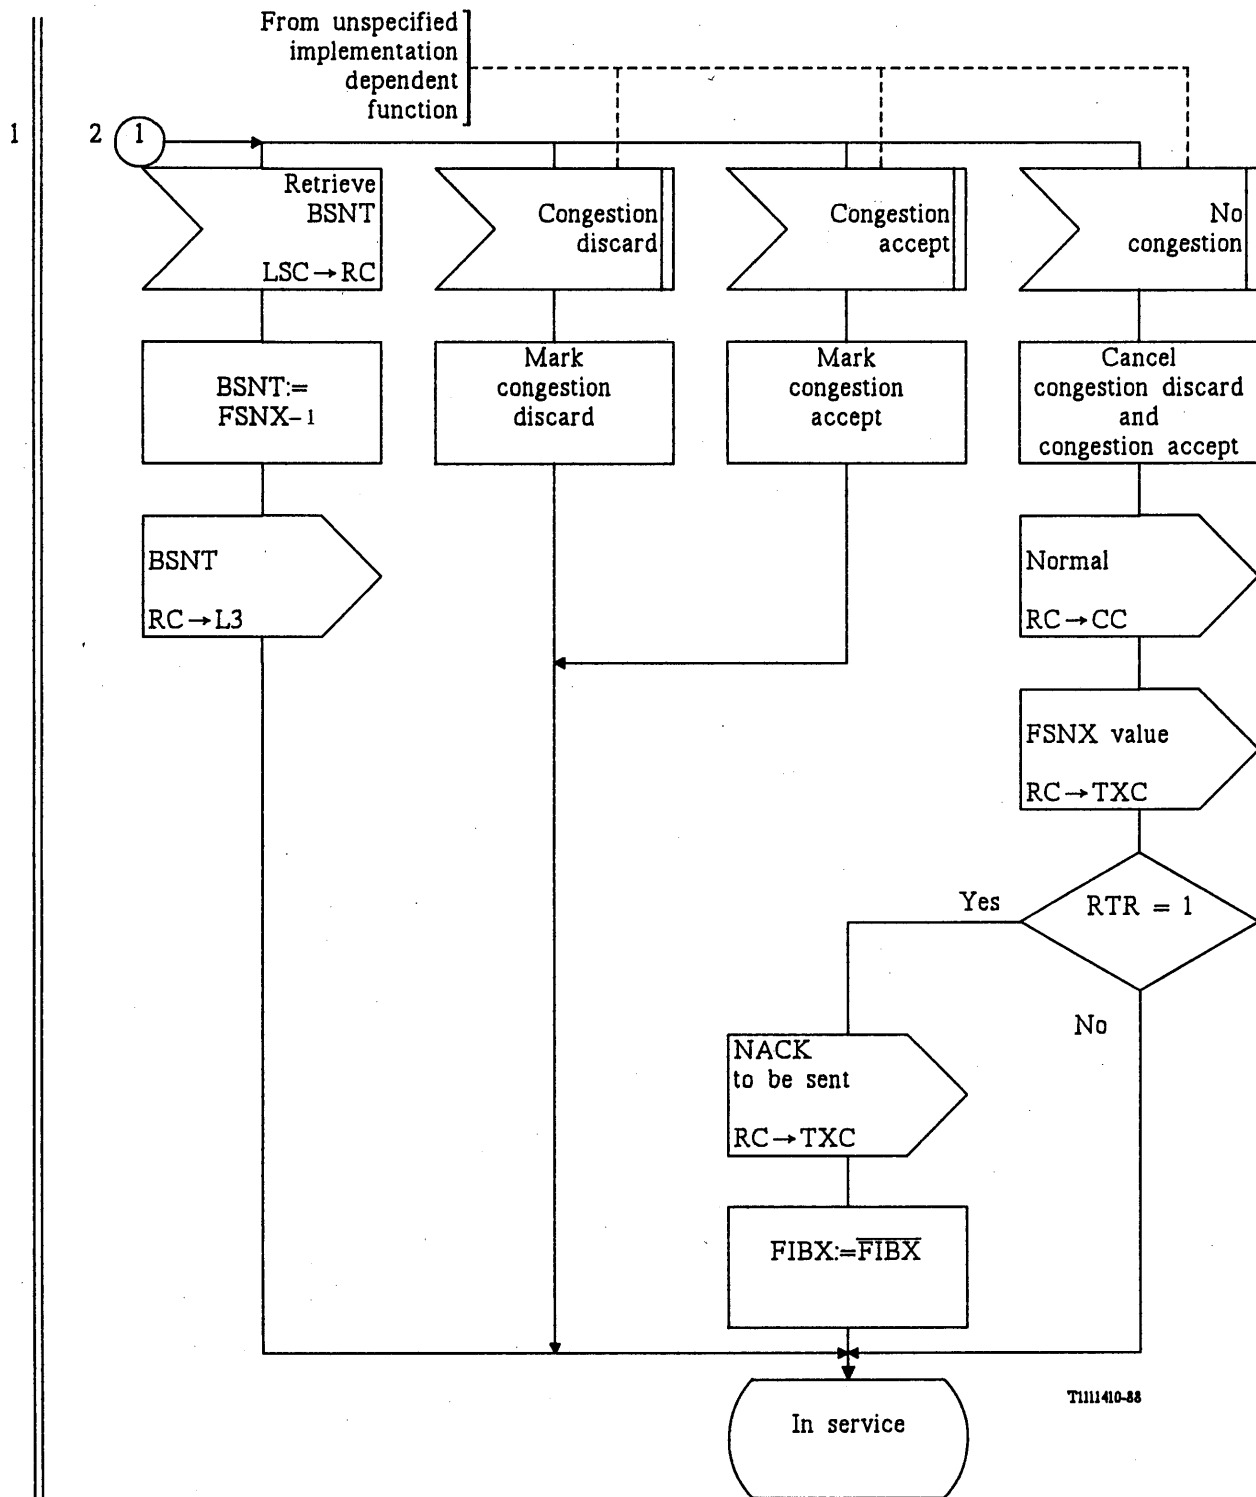 From unspecified
implementation
dependent
function
1
2
1
Retrieve
BSNT
LSC→RC
Congestion
discard
Congestion
accept
No
congestion
BSNT:=
FSNX-1
Mark
congestion
discard
Mark
congestion
accept
Cancel
congestion discard
and
congestion accept
BSNT
RC→L3
Normal
RC→CC
FSNX value
RC→TXC
Yes
RTR = 1
No
NACK
to be sent
RC→TXC
FIBX:=F̅I̅B̅X̅
T1111410-88
In service